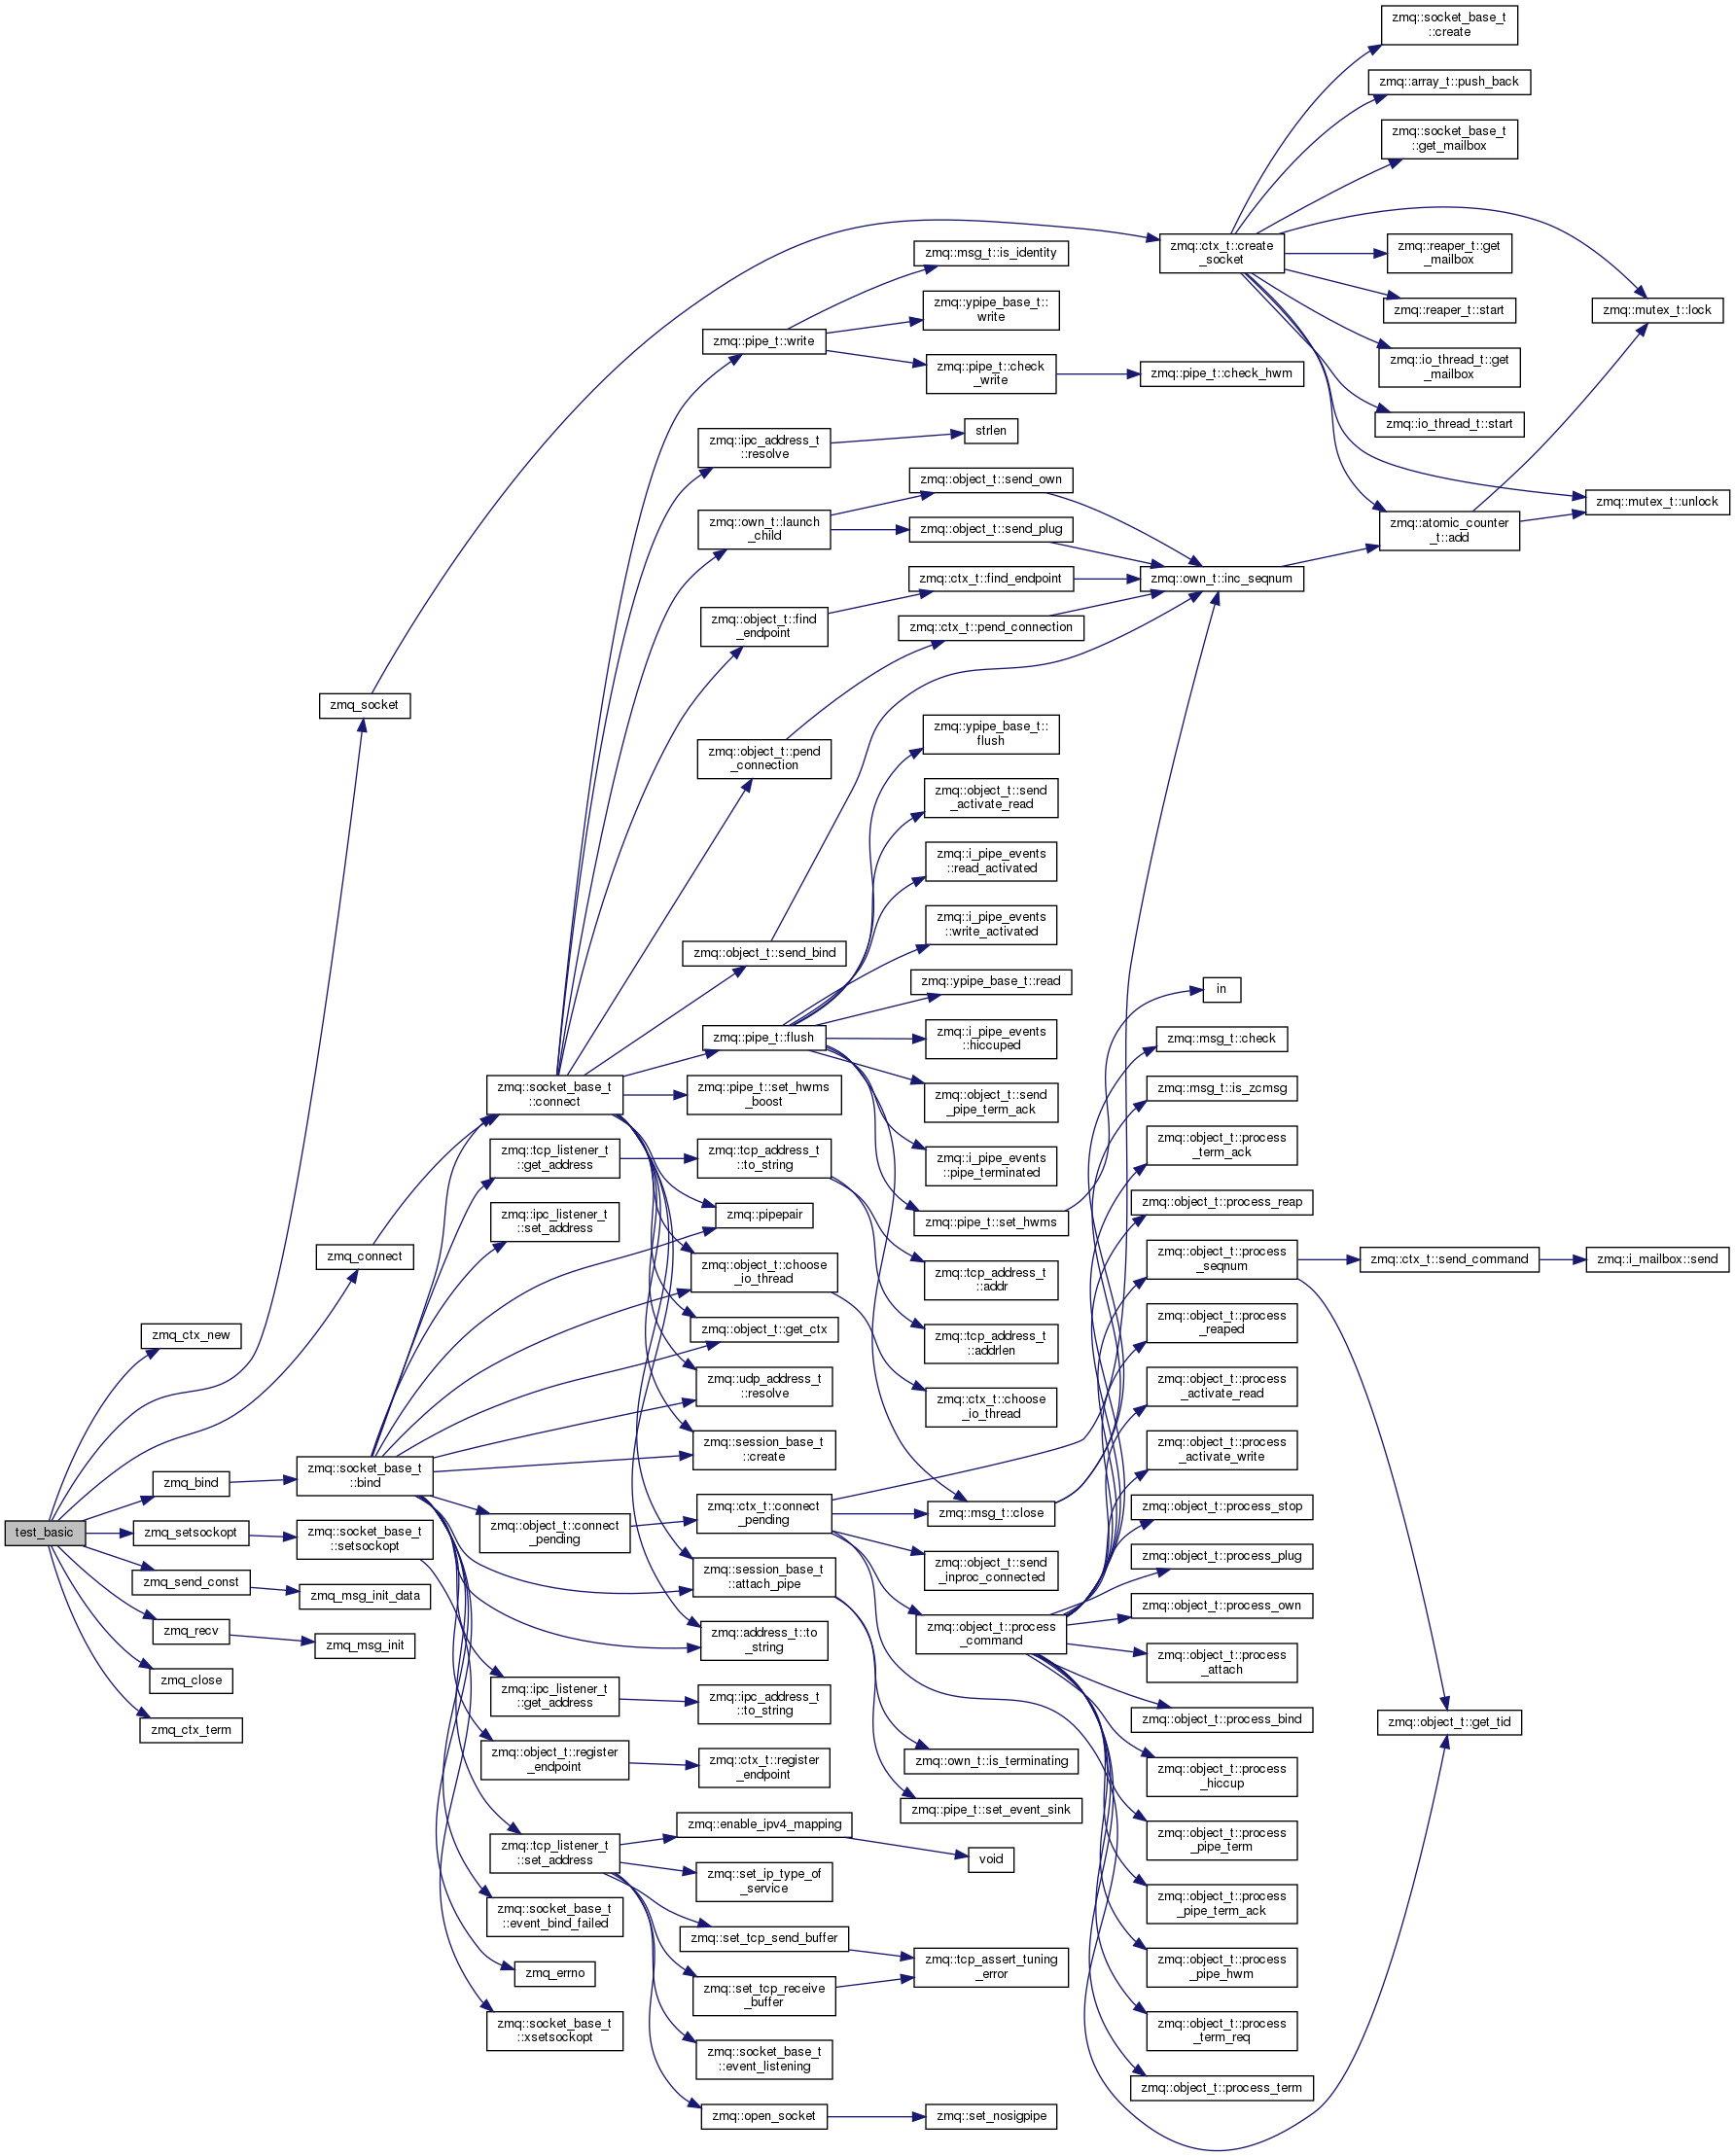 test_basic
zmq_socket
zmq_connect
zmq_ctx_new
zmq_bind
zmq_setsockopt
zmq_send_const
zmq_recv
zmq_close
zmq_ctx_term
zmq::socket_base_t
::bind
zmq::socket_base_t
::setsockopt
zmq_msg_init_data
zmq_msg_init
zmq::socket_base_t
::connect
zmq::tcp_listener_t
::get_address
zmq::ipc_listener_t
::set_address
zmq::object_t::connect
_pending
zmq::ipc_listener_t
::get_address
zmq::object_t::register
_endpoint
zmq::tcp_listener_t
::set_address
zmq::socket_base_t
::event_bind_failed
zmq_errno
zmq::socket_base_t
::xsetsockopt
zmq::pipe_t::write
zmq::ipc_address_t
::resolve
zmq::own_t::launch
_child
zmq::object_t::find
_endpoint
zmq::object_t::pend
_connection
zmq::object_t::send_bind
zmq::pipe_t::flush
zmq::pipe_t::set_hwms
_boost
zmq::tcp_address_t
::to_string
zmq::pipepair
zmq::object_t::choose
_io_thread
zmq::object_t::get_ctx
zmq::udp_address_t
::resolve
zmq::session_base_t
::create
zmq::ctx_t::connect
_pending
zmq::session_base_t
::attach_pipe
zmq::address_t::to
_string
zmq::ipc_address_t
::to_string
zmq::ctx_t::register
_endpoint
zmq::enable_ipv4_mapping
zmq::set_ip_type_of
_service
zmq::set_tcp_send_buffer
zmq::set_tcp_receive
_buffer
zmq::socket_base_t
::event_listening
zmq::open_socket
zmq::msg_t::is_identity
zmq::ypipe_base_t::
write
zmq::pipe_t::check
_write
strlen
zmq::object_t::send_own
zmq::object_t::send_plug
zmq::ctx_t::find_endpoint
zmq::ctx_t::pend_connection
zmq::ypipe_base_t::
flush
zmq::object_t::send
_activate_read
zmq::i_pipe_events
::read_activated
zmq::i_pipe_events
::write_activated
zmq::ypipe_base_t::read
zmq::i_pipe_events
::hiccuped
zmq::object_t::send
_pipe_term_ack
zmq::i_pipe_events
::pipe_terminated
zmq::pipe_t::set_hwms
zmq::tcp_address_t
::addr
zmq::tcp_address_t
::addrlen
zmq::ctx_t::choose
_io_thread
zmq::msg_t::close
zmq::object_t::send
_inproc_connected
zmq::object_t::process
_command
zmq::own_t::is_terminating
zmq::pipe_t::set_event_sink
void
zmq::tcp_assert_tuning
_error
zmq::set_nosigpipe
zmq::ctx_t::create
_socket
zmq::pipe_t::check_hwm
zmq::own_t::inc_seqnum
in
zmq::msg_t::check
zmq::msg_t::is_zcmsg
zmq::object_t::process
_term_ack
zmq::object_t::process_reap
zmq::object_t::process
_seqnum
zmq::object_t::process
_reaped
zmq::object_t::process
_activate_read
zmq::object_t::process
_activate_write
zmq::object_t::process_stop
zmq::object_t::process_plug
zmq::object_t::process_own
zmq::object_t::process
_attach
zmq::object_t::process_bind
zmq::object_t::process
_hiccup
zmq::object_t::process
_pipe_term
zmq::object_t::process
_pipe_term_ack
zmq::object_t::process
_pipe_hwm
zmq::object_t::process
_term_req
zmq::object_t::process_term
zmq::socket_base_t
::create
zmq::array_t::push_back
zmq::socket_base_t
::get_mailbox
zmq::reaper_t::get
_mailbox
zmq::reaper_t::start
zmq::io_thread_t::get
_mailbox
zmq::io_thread_t::start
zmq::atomic_counter
_t::add
zmq::ctx_t::send_command
zmq::object_t::get_tid
zmq::mutex_t::lock
zmq::mutex_t::unlock
zmq::i_mailbox::send